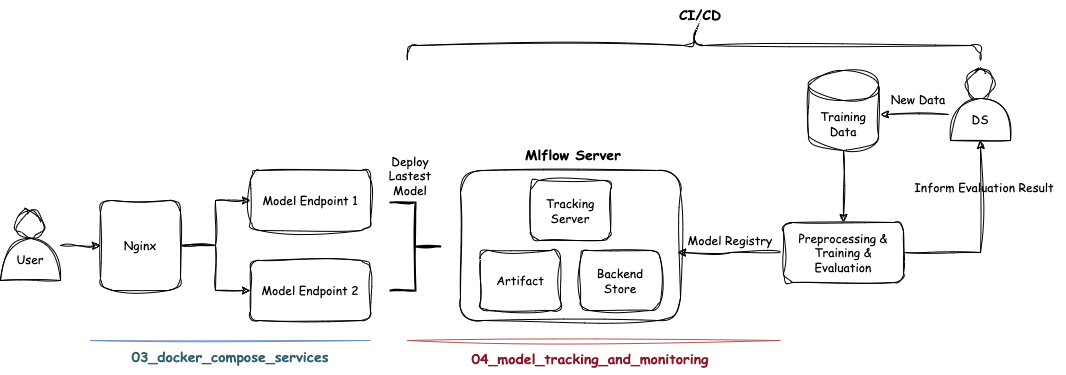 CI/CD
New Data
Training
Data
DS
Mlflow Server
Deploy
Lastest
Model
Inform Evaluation Result
Model Endpoint 1
Tracking
Server
User
Nginx
Model Registry
Preprocessing &
Training &
Evaluation
Model Endpoint 2
Artifact
Backend
Store
03_docker_compose_services
04_model_tracking_and_monitoring